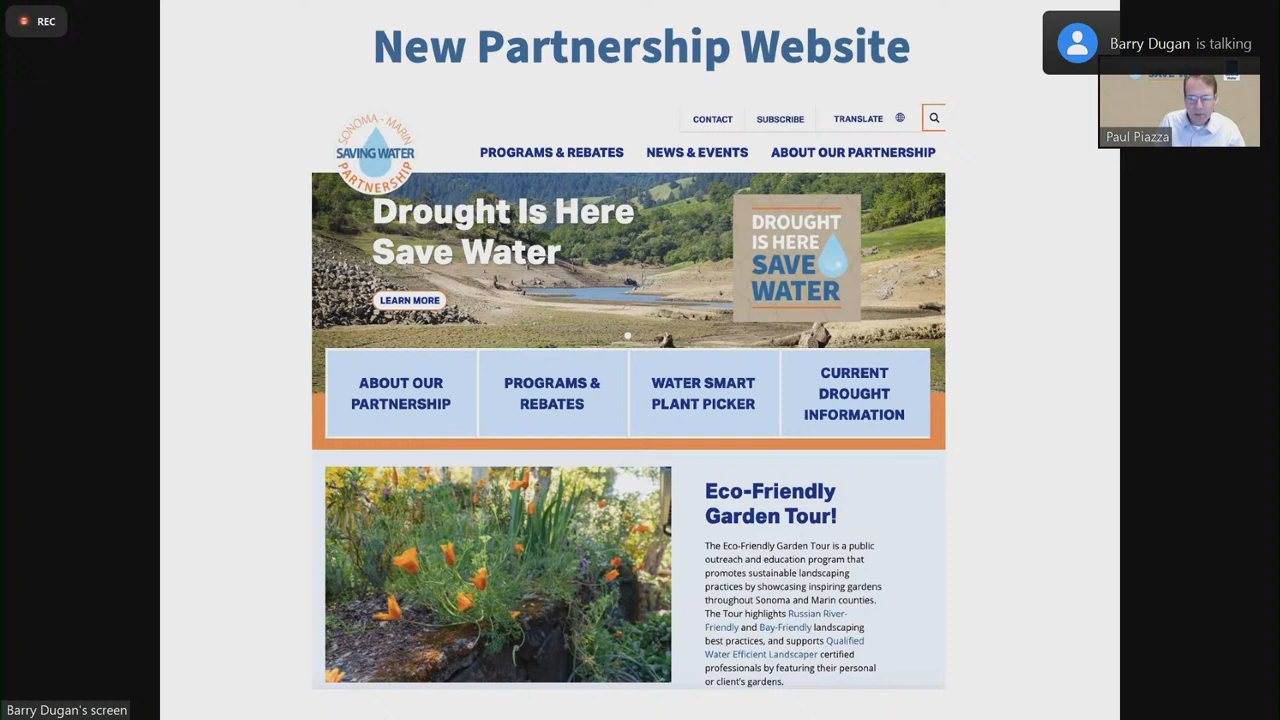 REC
New Partnership Website
Barry Dugan is talking
Paul Piazza
SONOMA - MARIN
SAVING WATER
PARTNERSHIP
CONTACT
SUBSCRIBE
TRANSLATE
PROGRAMS & REBATES
NEWS & EVENTS
ABOUT OUR PARTNERSHIP
Drought Is Here
Save Water
LEARN MORE
DROUGHT
IS HERE
SAVE
WATER
ABOUT OUR
PARTNERSHIP
PROGRAMS &
REBATES
WATER SMART
PLANT PICKER
CURRENT
DROUGHT
INFORMATION
Eco-Friendly
Garden Tour!
The Eco-Friendly Garden Tour is a public
outreach and education program that
promotes sustainable landscaping
practices by showcasing inspiring gardens
throughout Sonoma and Marin counties.
The Tour highlights Russian River-
Friendly and Bay-Friendly landscaping
best practices, and supports Qualified
Water Efficient Landscaper certified
professionals by featuring their personal
or client's gardens.
Barry Dugan's screen